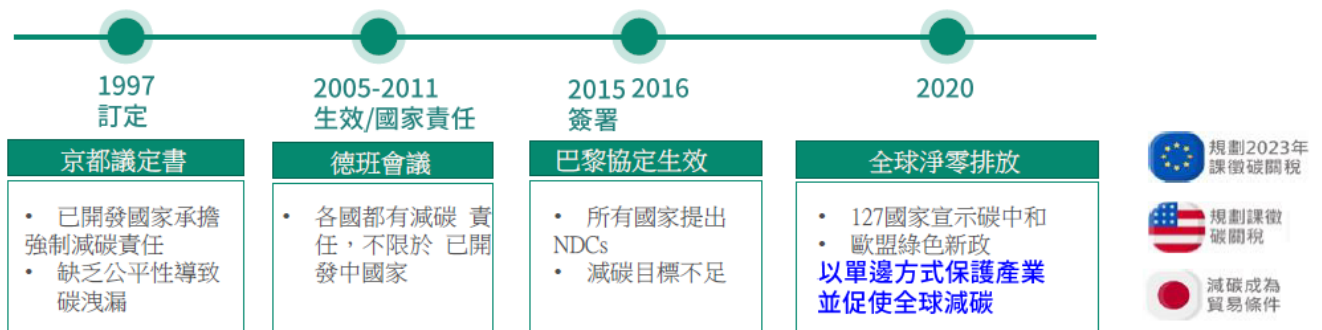 1997
訂定
京都議定書
• 已開發國家承擔
強制減碳責任
• 缺乏公平性導致
碳洩漏
2005-2011
生效/國家責任
德班會議
• 各國都有減碳 責
任，不限於 已開
發中國家
2015 2016
簽署
巴黎協定生效
• 所有國家提出
NDCs
• 減碳目標不足
2020
全球淨零排放
• 127國家宣示碳中和
• 歐盟綠色新政
以單邊方式保護產業
並促使全球減碳
規劃2023年
課徵碳關稅
規劃課徵
碳關稅
減碳成為
貿易條件